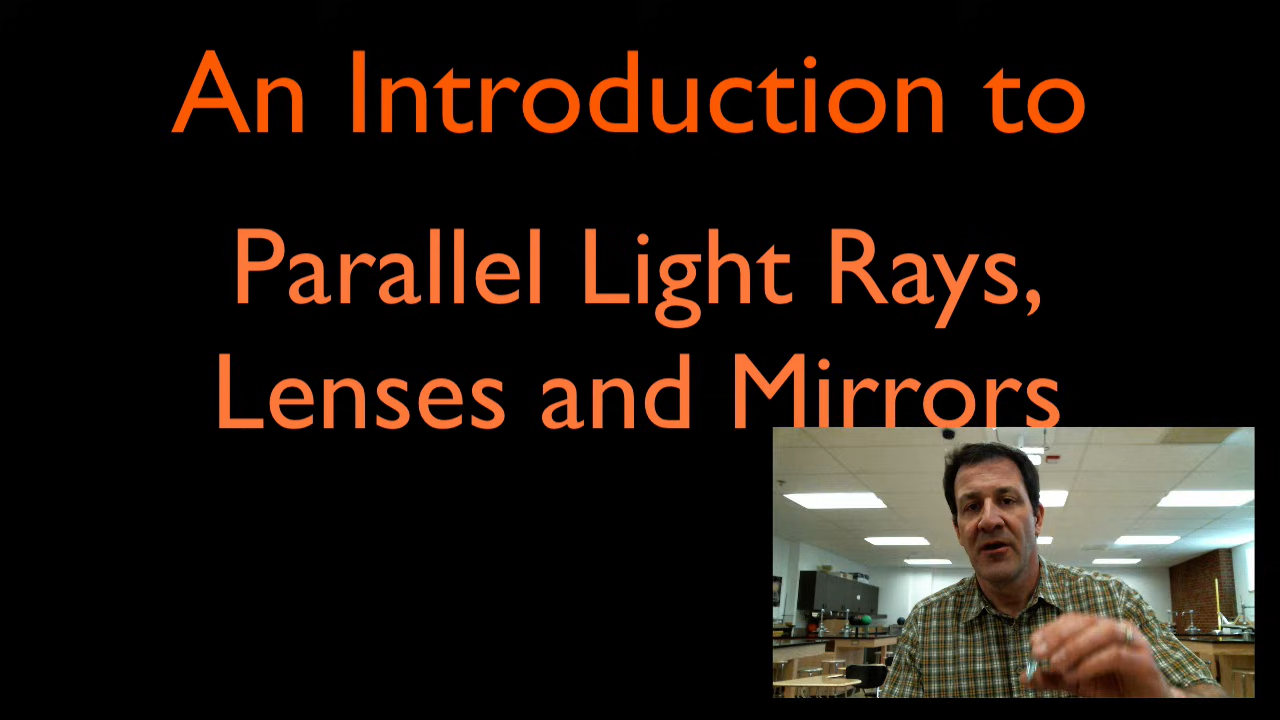 An Introduction to
Parallel Light Rays,
Lenses and Mirrors